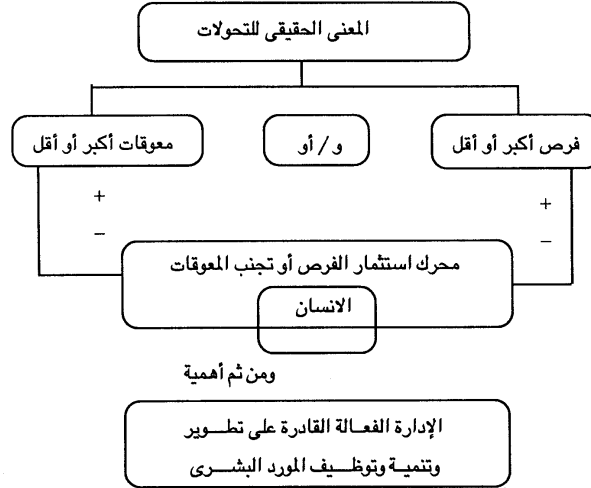 المعنى الحقيقى للتحولات
فرص أكبر أو أقل
و / أو
معوقات أكبر أو أقل
+
−
+
−
محرك استثمار الفرص أو تجنب المعوقات
الانسان
ومن ثم أهمية
الإدارة الفعالة القادرة على تطوير
وتنمية وتوظيف المورد البشرى